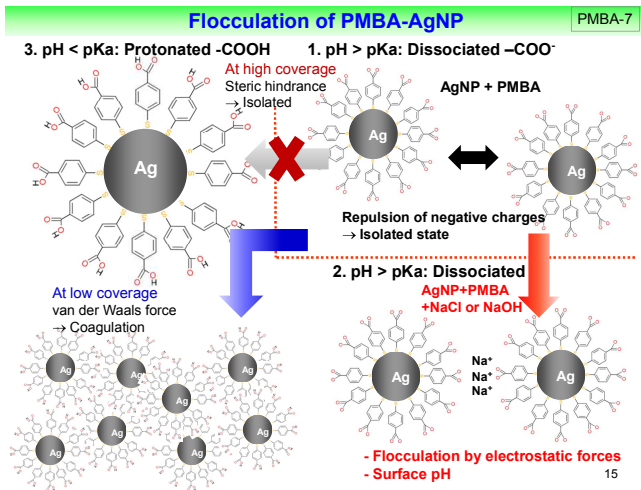 Flocculation of PMBA-AgNP
PMBA-7
3. pH < pKa: Protonated -COOH
At high coverage
Steric hindrance
→ Isolated
Ag
1. pH > pKa: Dissociated –COO⁻
AgNP + PMBA
Ag
Ag
Repulsion of negative charges
→ Isolated state
At low coverage
van der Waals force
→ Coagulation
Ag
Ag
Ag
Ag
Ag
Ag
Ag
Ag
2. pH > pKa: Dissociated
AgNP+PMBA
+NaCl or NaOH
Ag
Na⁺
Na⁺
Na⁺
Ag
- Flocculation by electrostatic forces
- Surface pH
15